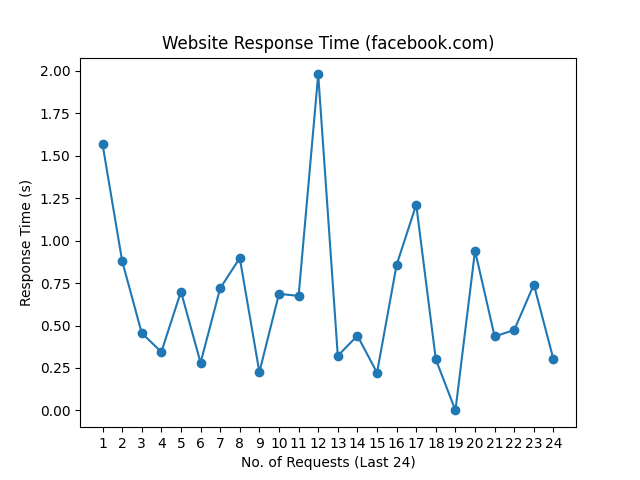 Website Response Time (facebook.com)
Response Time (s)
2.00
1.75
1.50
1.25
1.00
0.75
0.50
0.25
0.00
1 2 3 4 5 6 7 8 9 10 11 12 13 14 15 16 17 18 19 20 21 22 23 24
No. of Requests (Last 24)